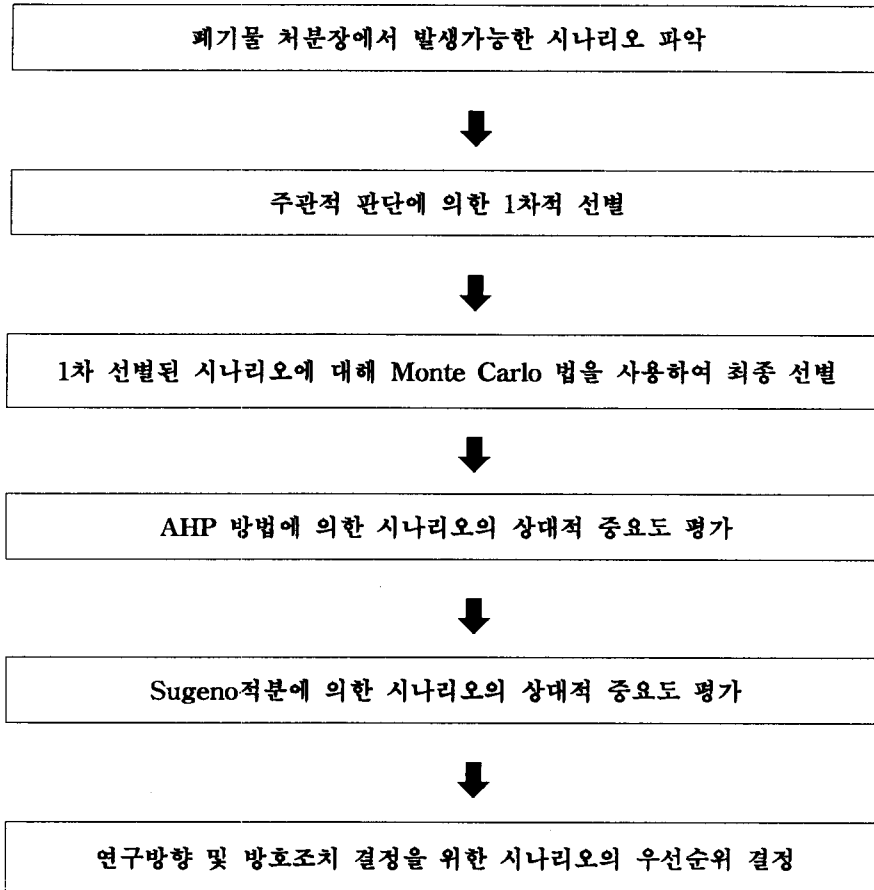 폐기물 처분장에서 발생가능한 시나리오 파악
주관적 판단에 의한 1차적 선별
1차 선별된 시나리오에 대해 Monte Carlo 법을 사용하여 최종 선별
AHP 방법에 의한 시나리오의 상대적 중요도 평가
Sugeno적분에 의한 시나리오의 상대적 중요도 평가
연구방향 및 방호조치 결정을 위한 시나리오의 우선순위 결정